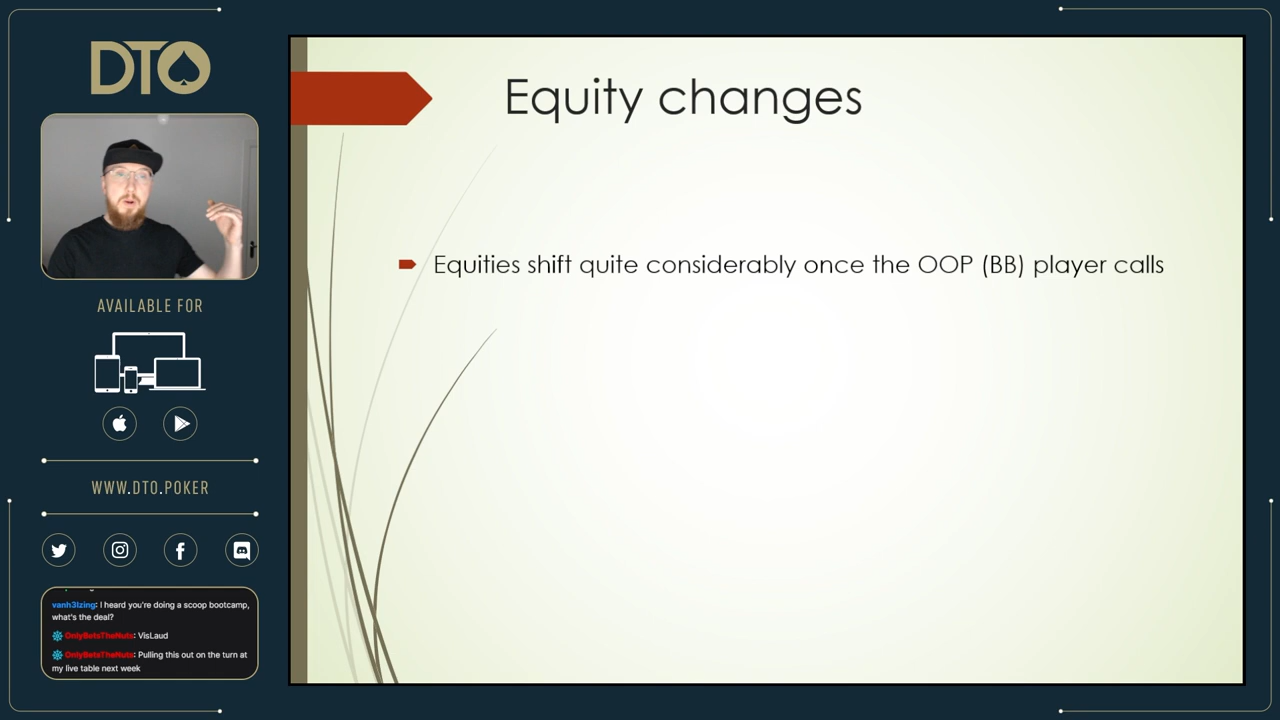 DTO
AVAILABLE FOR
WWW.DTO.POKER
vanh3lzing: I heard you're doing a scoop bootcamp,
what's the deal?
OnlyBetsTheNuts: VisLaud
OnlyBetsTheNuts: Pulling this out on the turn at
my live table next week
Equity changes
Equities shift quite considerably once the OOP (BB) player calls